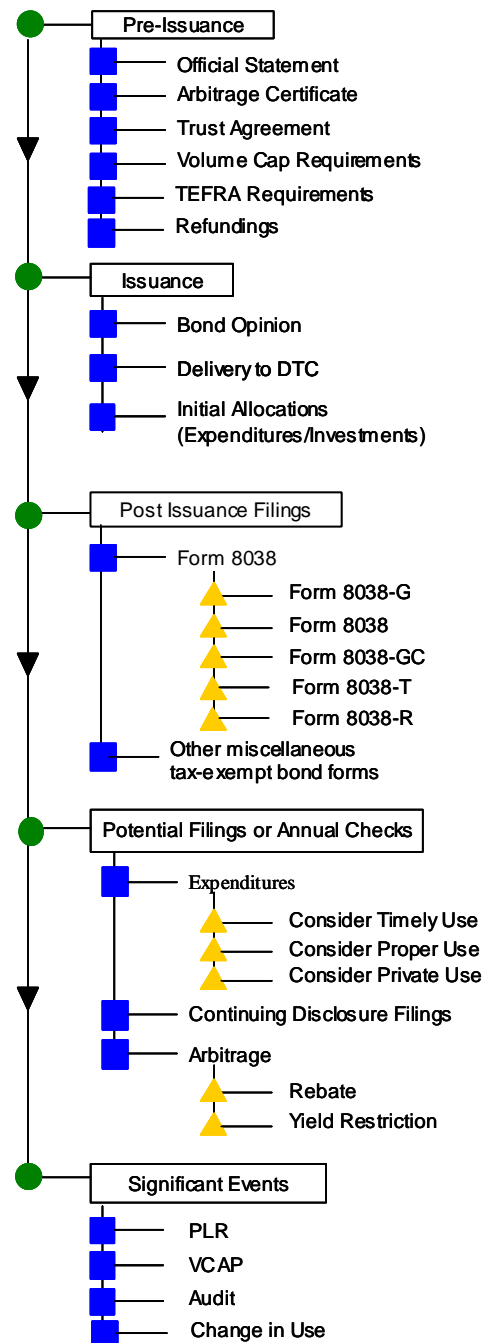 Pre-Issuance
Official Statement
Arbitrage Certificate
Trust Agreement
Volume Cap Requirements
TEFRA Requirements
Refundings
Issuance
Bond Opinion
Delivery to DTC
Initial Allocations
(Expenditures/Investments)
Post Issuance Filings
Form 8038
Form 8038-G
Form 8038
Form 8038-GC
Form 8038-T
Form 8038-R
Other miscellaneous
tax-exempt bond forms
Potential Filings or Annual Checks
Expenditures
Consider Timely Use
Consider Proper Use
Consider Private Use
Continuing Disclosure Filings
Arbitrage
Rebate
Yield Restriction
Significant Events
PLR
VCAP
Audit
Change in Use